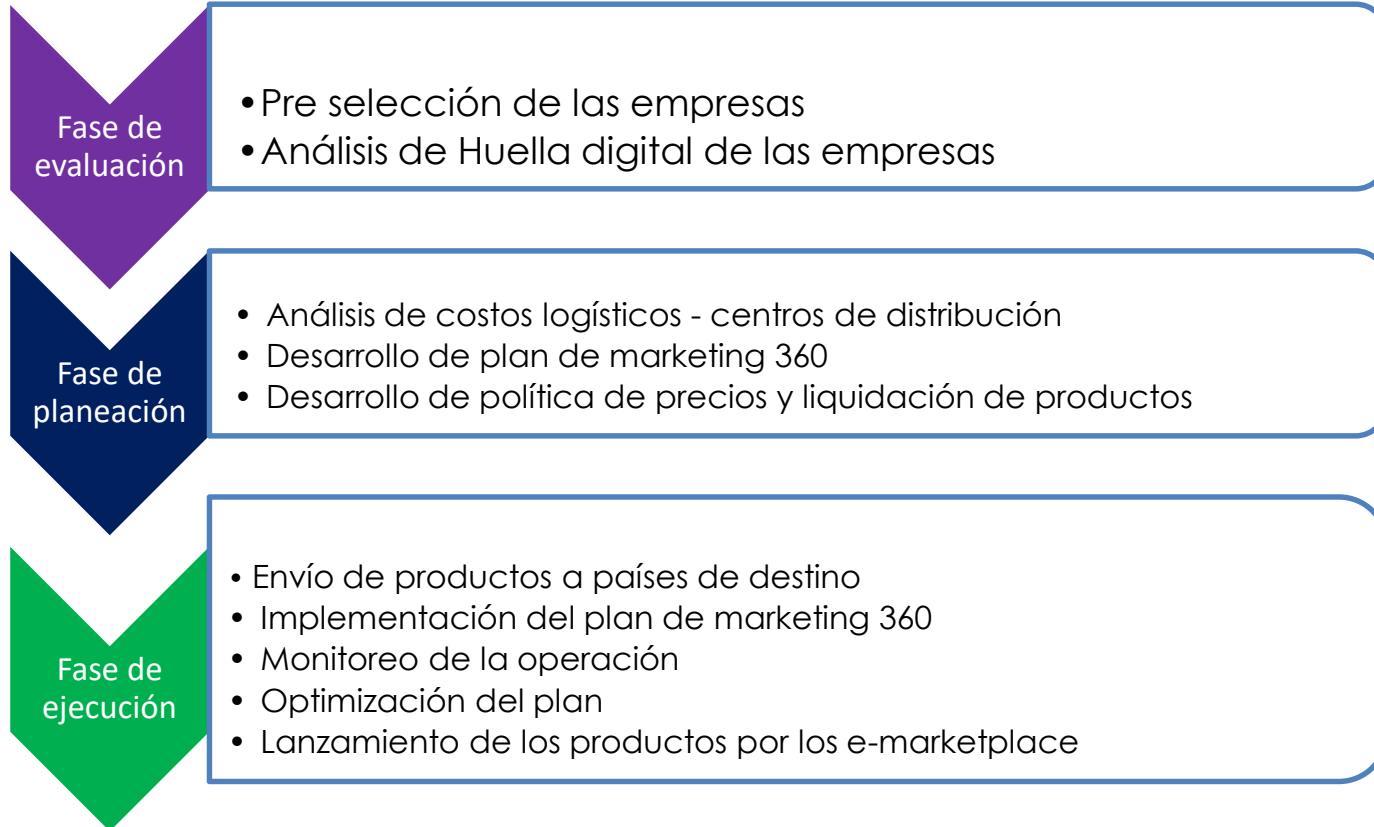 Fase de
evaluación
•Pre selección de las empresas
•Análisis de Huella digital de las empresas
Fase de
planeación
• Análisis de costos logísticos - centros de distribución
• Desarrollo de plan de marketing 360
• Desarrollo de política de precios y liquidación de productos
Fase de
ejecución
• Envío de productos a países de destino
• Implementación del plan de marketing 360
• Monitoreo de la operación
• Optimización del plan
• Lanzamiento de los productos por los e-marketplace